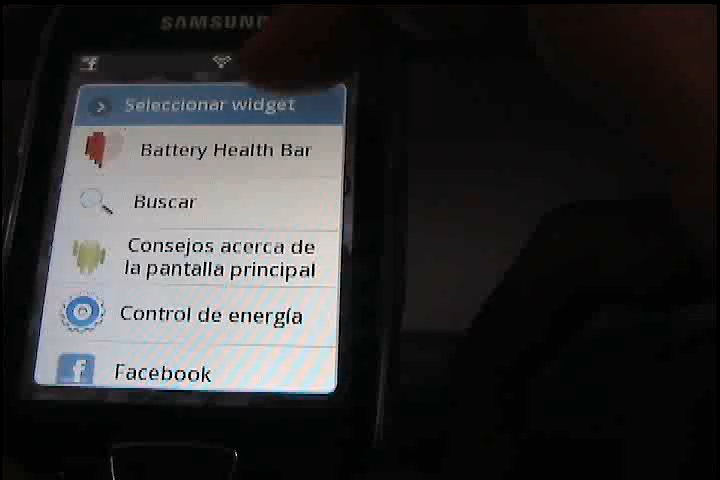 SAMSUNG
Seleccionar widget
Battery Health Bar
Buscar
Consejos acerca de
la pantalla principal
Control de energía
Facebook